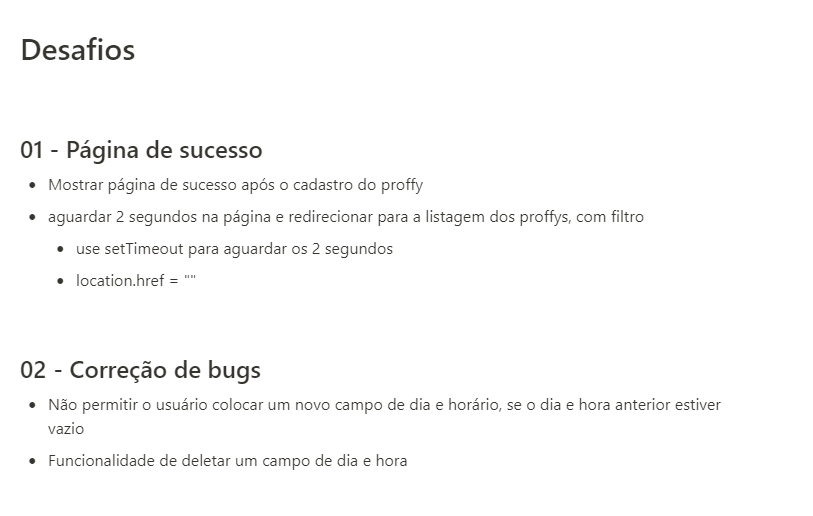 Desafios
01 - Página de sucesso
• Mostrar página de sucesso após o cadastro do proffy
• aguardar 2 segundos na página e redirecionar para a listagem dos proffys, com filtro
• use setTimeout para aguardar os 2 segundos
• location.href = ""
02 - Correção de bugs
• Não permitir o usuário colocar um novo campo de dia e horário, se o dia e hora anterior estiver
vazio
• Funcionalidade de deletar um campo de dia e hora